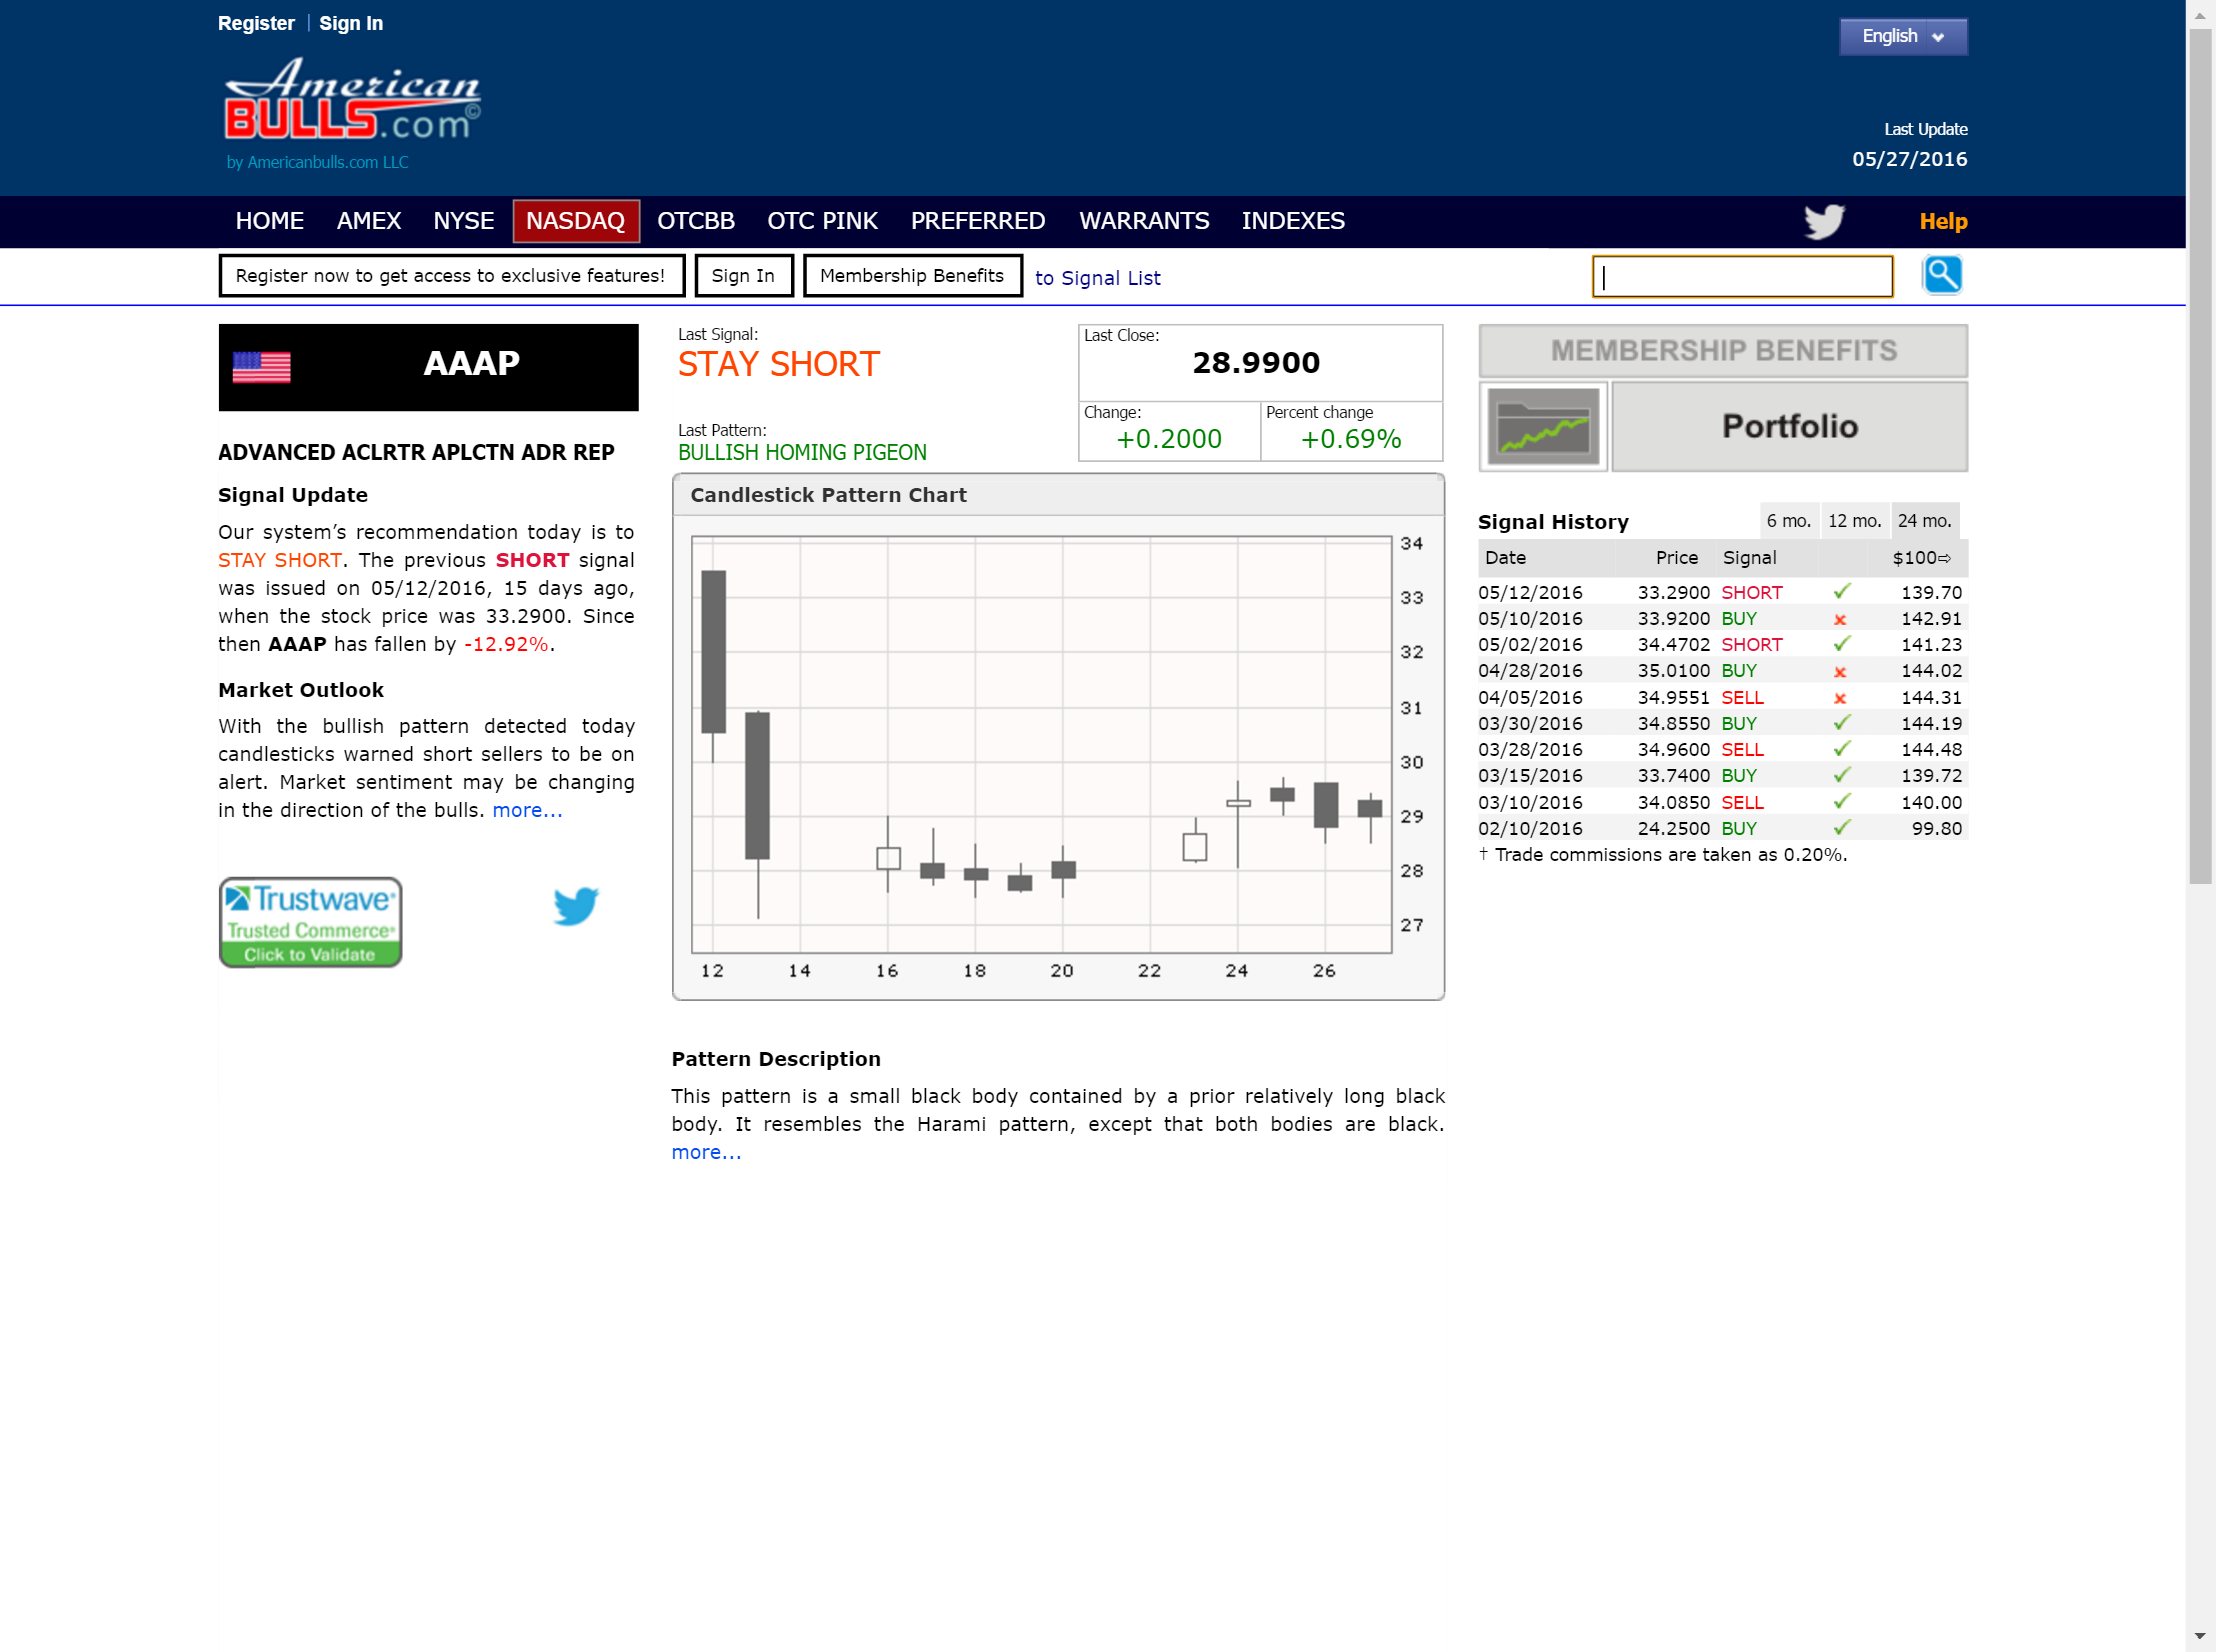 Register | Sign In
English
American
BULLS.com©
by Americanbulls.com LLC
Last Update
05/27/2016
HOME AMEX NYSE NASDAQ OTCBB OTC PINK PREFERRED WARRANTS INDEXES Help
Register now to get access to exclusive features! Sign In Membership Benefits to Signal List
AAAP
ADVANCED ACLRTR APLCTN ADR REP
Signal Update
Our system’s recommendation today is to
STAY SHORT. The previous SHORT signal
was issued on 05/12/2016, 15 days ago,
when the stock price was 33.2900. Since
then AAAP has fallen by -12.92%.
Market Outlook
With the bullish pattern detected today
candlesticks warned short sellers to be on
alert. Market sentiment may be changing
in the direction of the bulls. more...
Trustwave®
Trusted Commerce®
Click to Validate
Last Signal:
STAY SHORT
Last Pattern:
BULLISH HOMING PIGEON
Last Close:
28.9900
Change:
+0.2000
Percent change
+0.69%
Candlestick Pattern Chart
34
33
32
31
30
29
28
27
12 14 16 18 20 22 24 26
Pattern Description
This pattern is a small black body contained by a prior relatively long black
body. It resembles the Harami pattern, except that both bodies are black.
more...
MEMBERSHIP BENEFITS
Portfolio
Signal History 6 mo. 12 mo. 24 mo.
Date Price Signal $100⇨
05/12/2016 33.2900 SHORT 139.70
05/10/2016 33.9200 BUY 142.91
05/02/2016 34.4702 SHORT 141.23
04/28/2016 35.0100 BUY 144.02
04/05/2016 34.9551 SELL 144.31
03/30/2016 34.8550 BUY 144.19
03/28/2016 34.9600 SELL 144.48
03/15/2016 33.7400 BUY 139.72
03/10/2016 34.0850 SELL 140.00
02/10/2016 24.2500 BUY 99.80
† Trade commissions are taken as 0.20%.